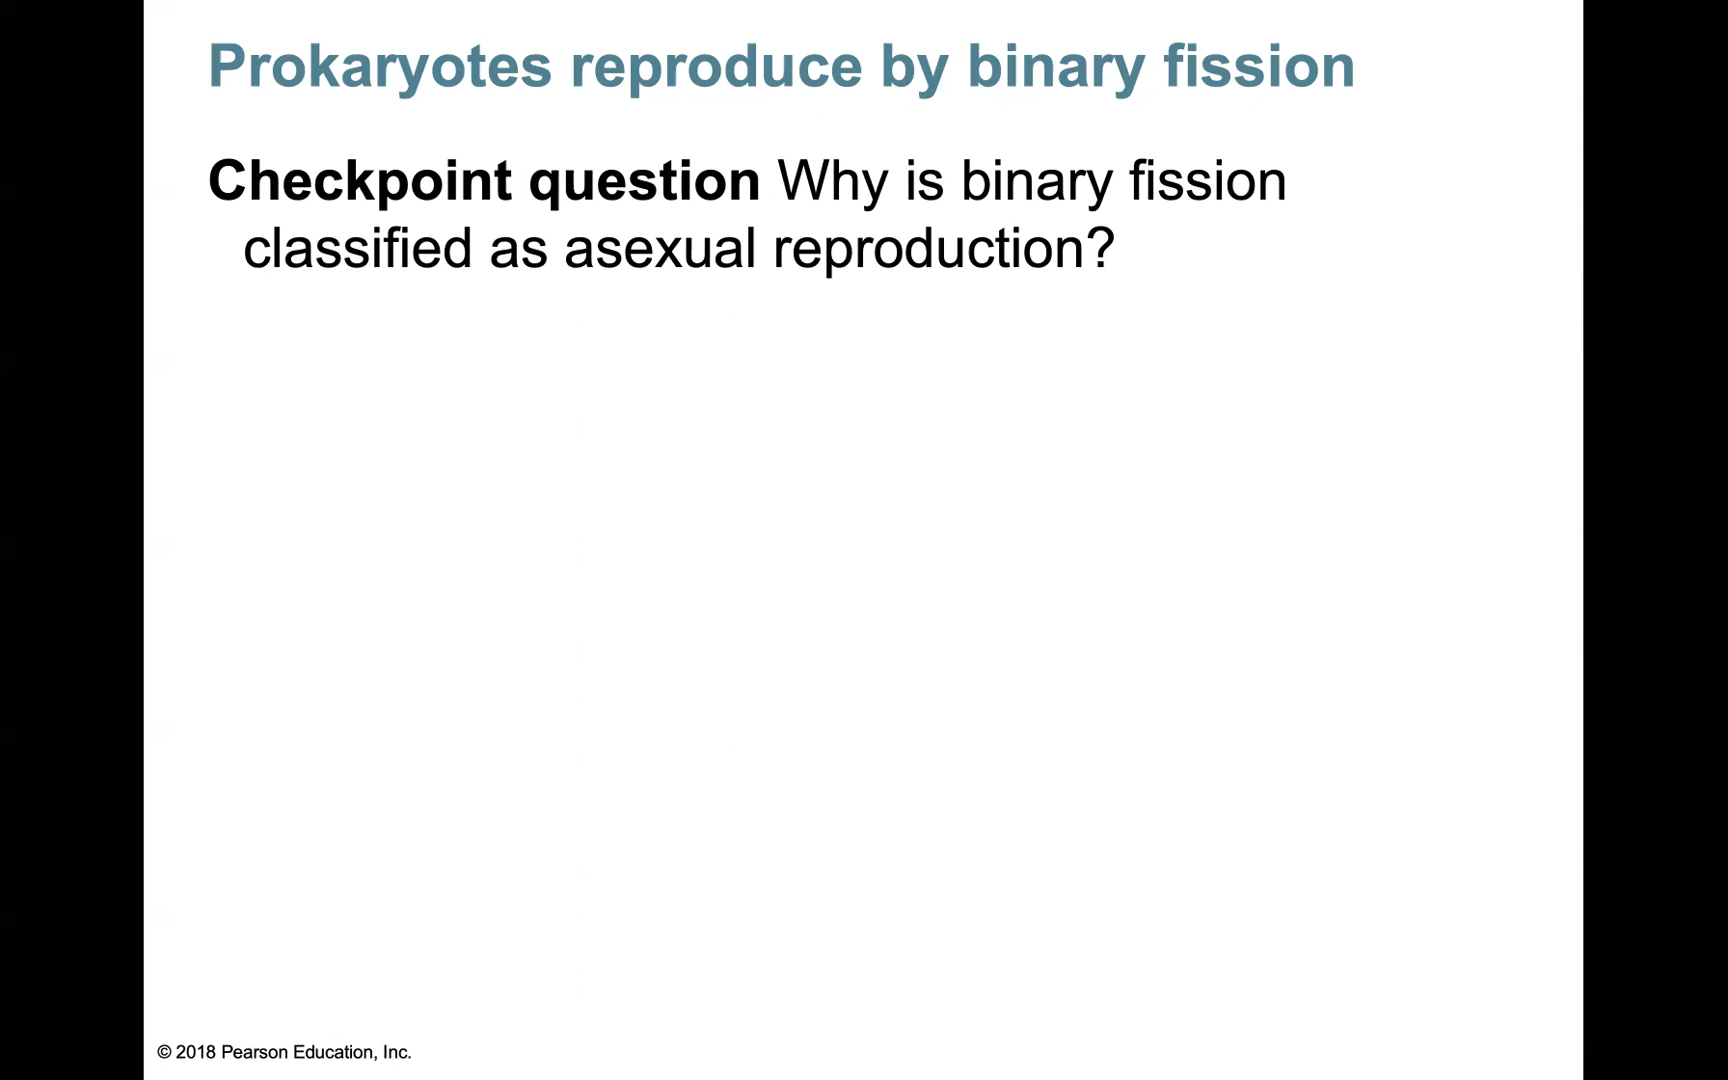 Prokaryotes reproduce by binary fission
Checkpoint question Why is binary fission
classified as asexual reproduction?
© 2018 Pearson Education, Inc.